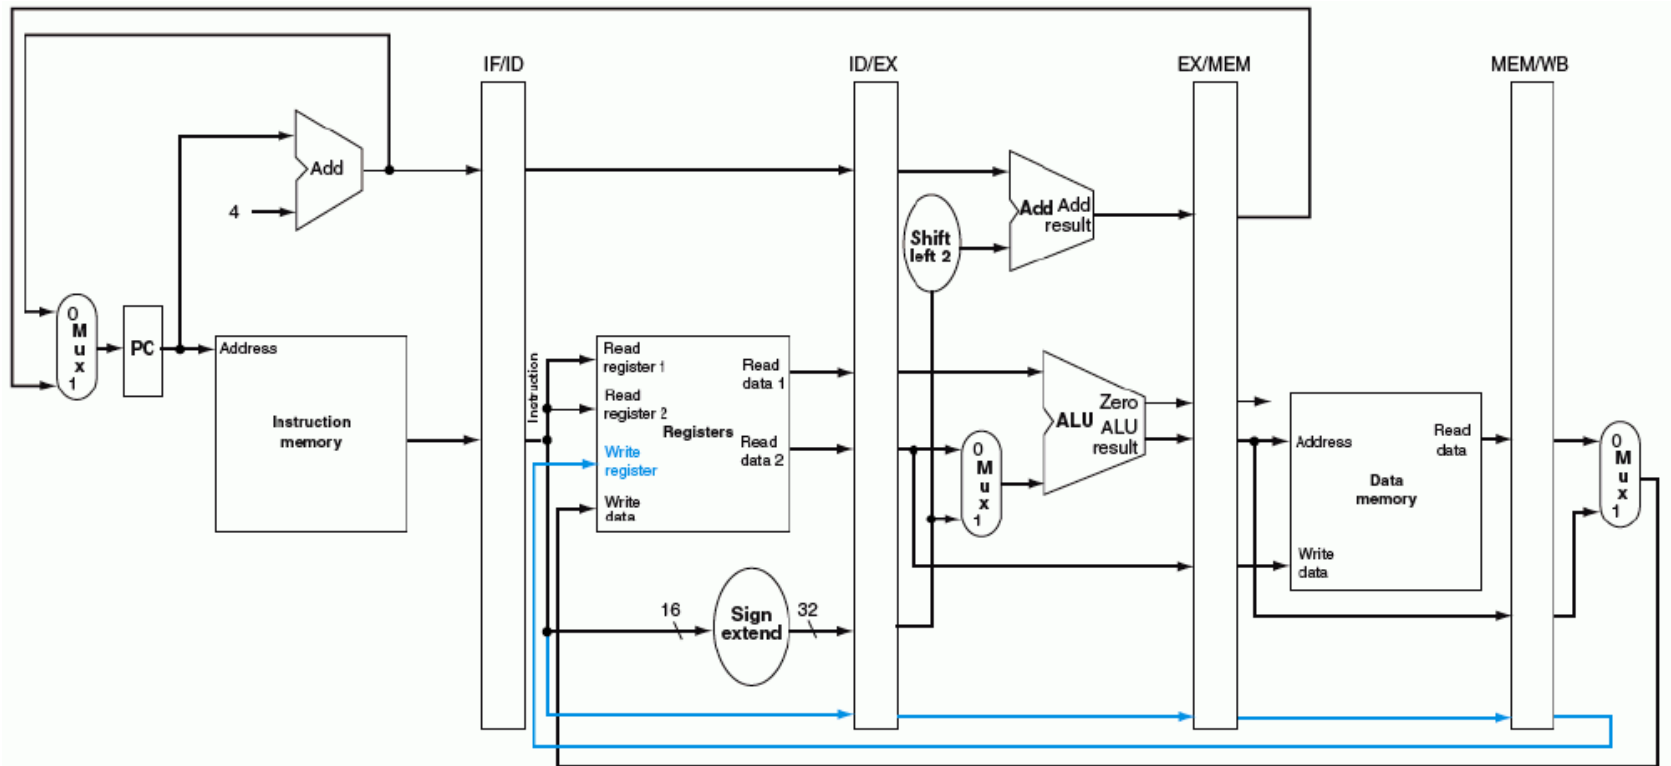 IF/ID
ID/EX
EX/MEM
MEM/WB
Add
4
Shift
left 2
Add Add
result
0
M
u
x
1
PC
Address
Instruction
memory
Instruction
Read
register 1
Read
register 2
Registers
Write
register
Write
data
Read
data 1
Read
data 2
0
M
u
x
1
Zero
ALU ALU
result
Address
Read
data
Data
memory
Write
data
0
M
u
x
1
16
Sign
extend
32